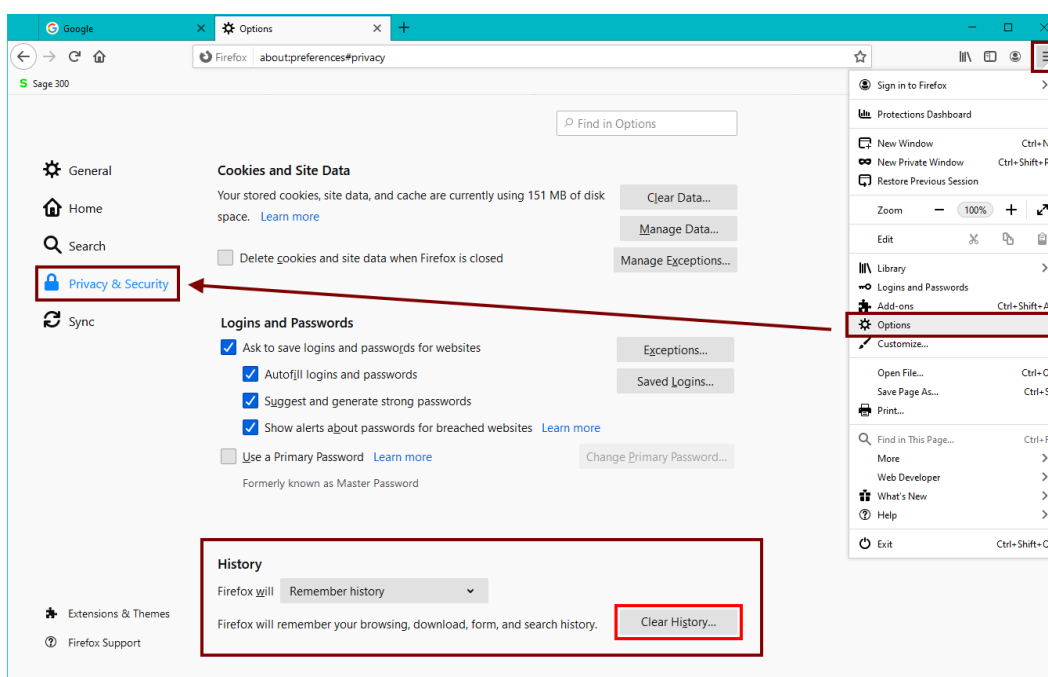 Google
Options
Firefox about:preferences#privacy
Sage 300
Find in Options
General
Home
Search
Privacy & Security
Sync
Extensions & Themes
Firefox Support
Cookies and Site Data
Your stored cookies, site data, and cache are currently using 151 MB of disk
space. Learn more
Clear Data...
Manage Data...
Delete cookies and site data when Firefox is closed
Manage Exceptions...
Logins and Passwords
Ask to save logins and passwords for websites
Exceptions...
Autofill logins and passwords
Saved Logins...
Suggest and generate strong passwords
Show alerts about passwords for breached websites Learn more
Use a Primary Password Learn more
Change Primary Password...
Formerly known as Master Password
History
Firefox will Remember history
Firefox will remember your browsing, download, form, and search history.
Clear History...
Sign in to Firefox
Protections Dashboard
New Window Ctrl+N
New Private Window Ctrl+Shift+P
Restore Previous Session
Zoom 100%
Edit
Library
Logins and Passwords
Add-ons Ctrl+Shift+A
Options
Customize...
Open File... Ctrl+O
Save Page As... Ctrl+S
Print...
Find in This Page... Ctrl+F
More
Web Developer
What's New
Help
Exit Ctrl+Shift+Q